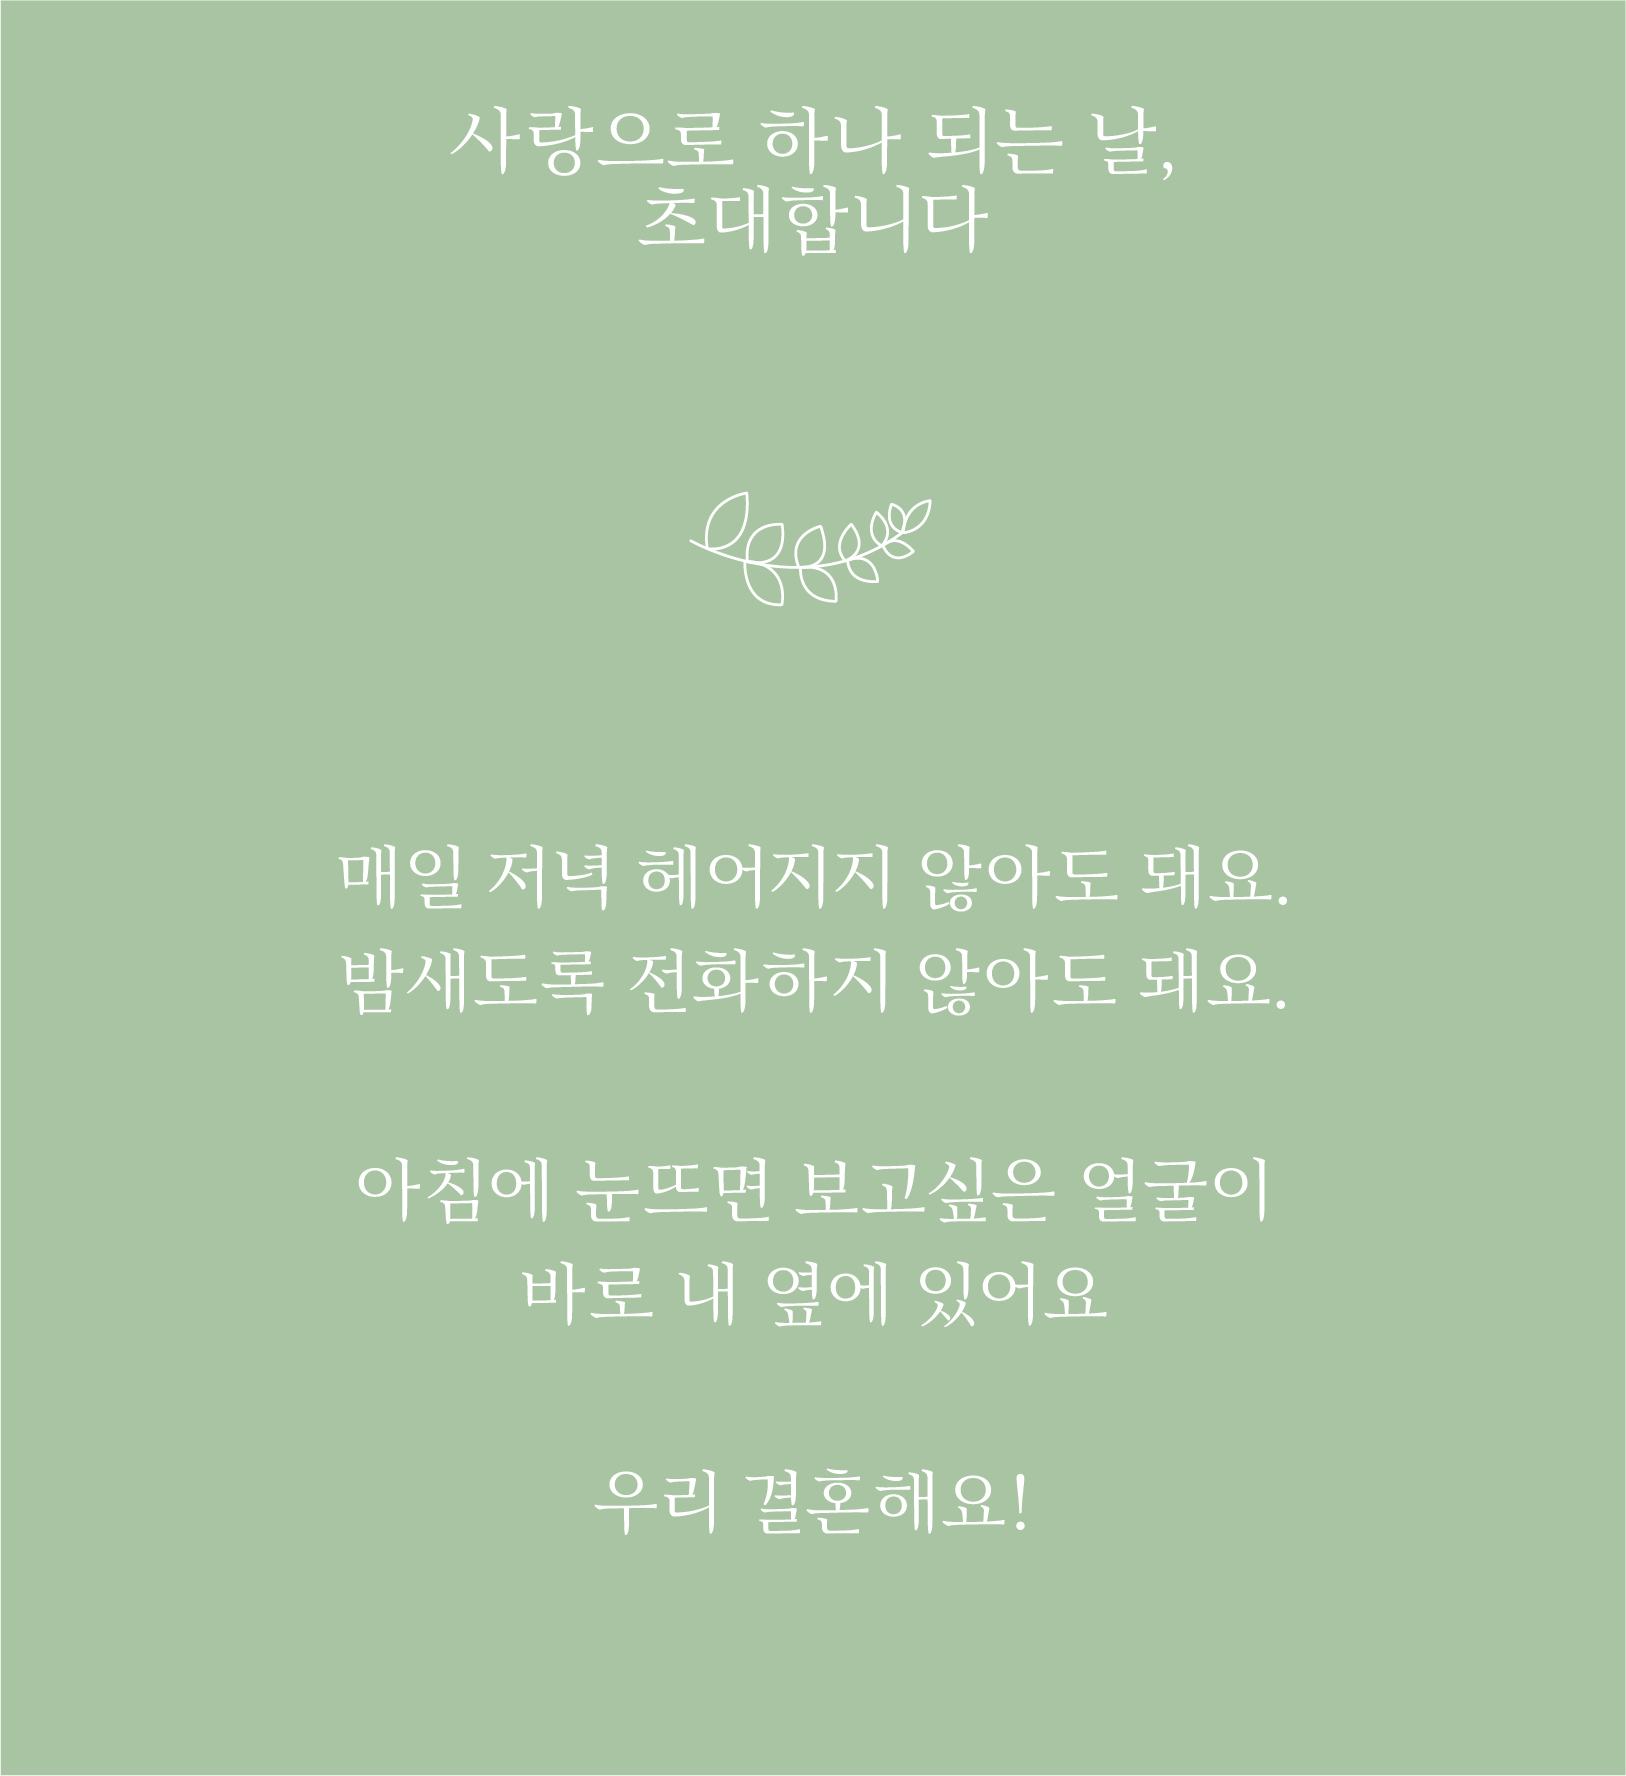 사랑으로 하나 되는 날,
초대합니다
매일 저녁 헤어지지 않아도 돼요.
밤새도록 전화하지 않아도 돼요.
아침에 눈뜨면 보고싶은 얼굴이
바로 내 옆에 있어요
우리 결혼해요!